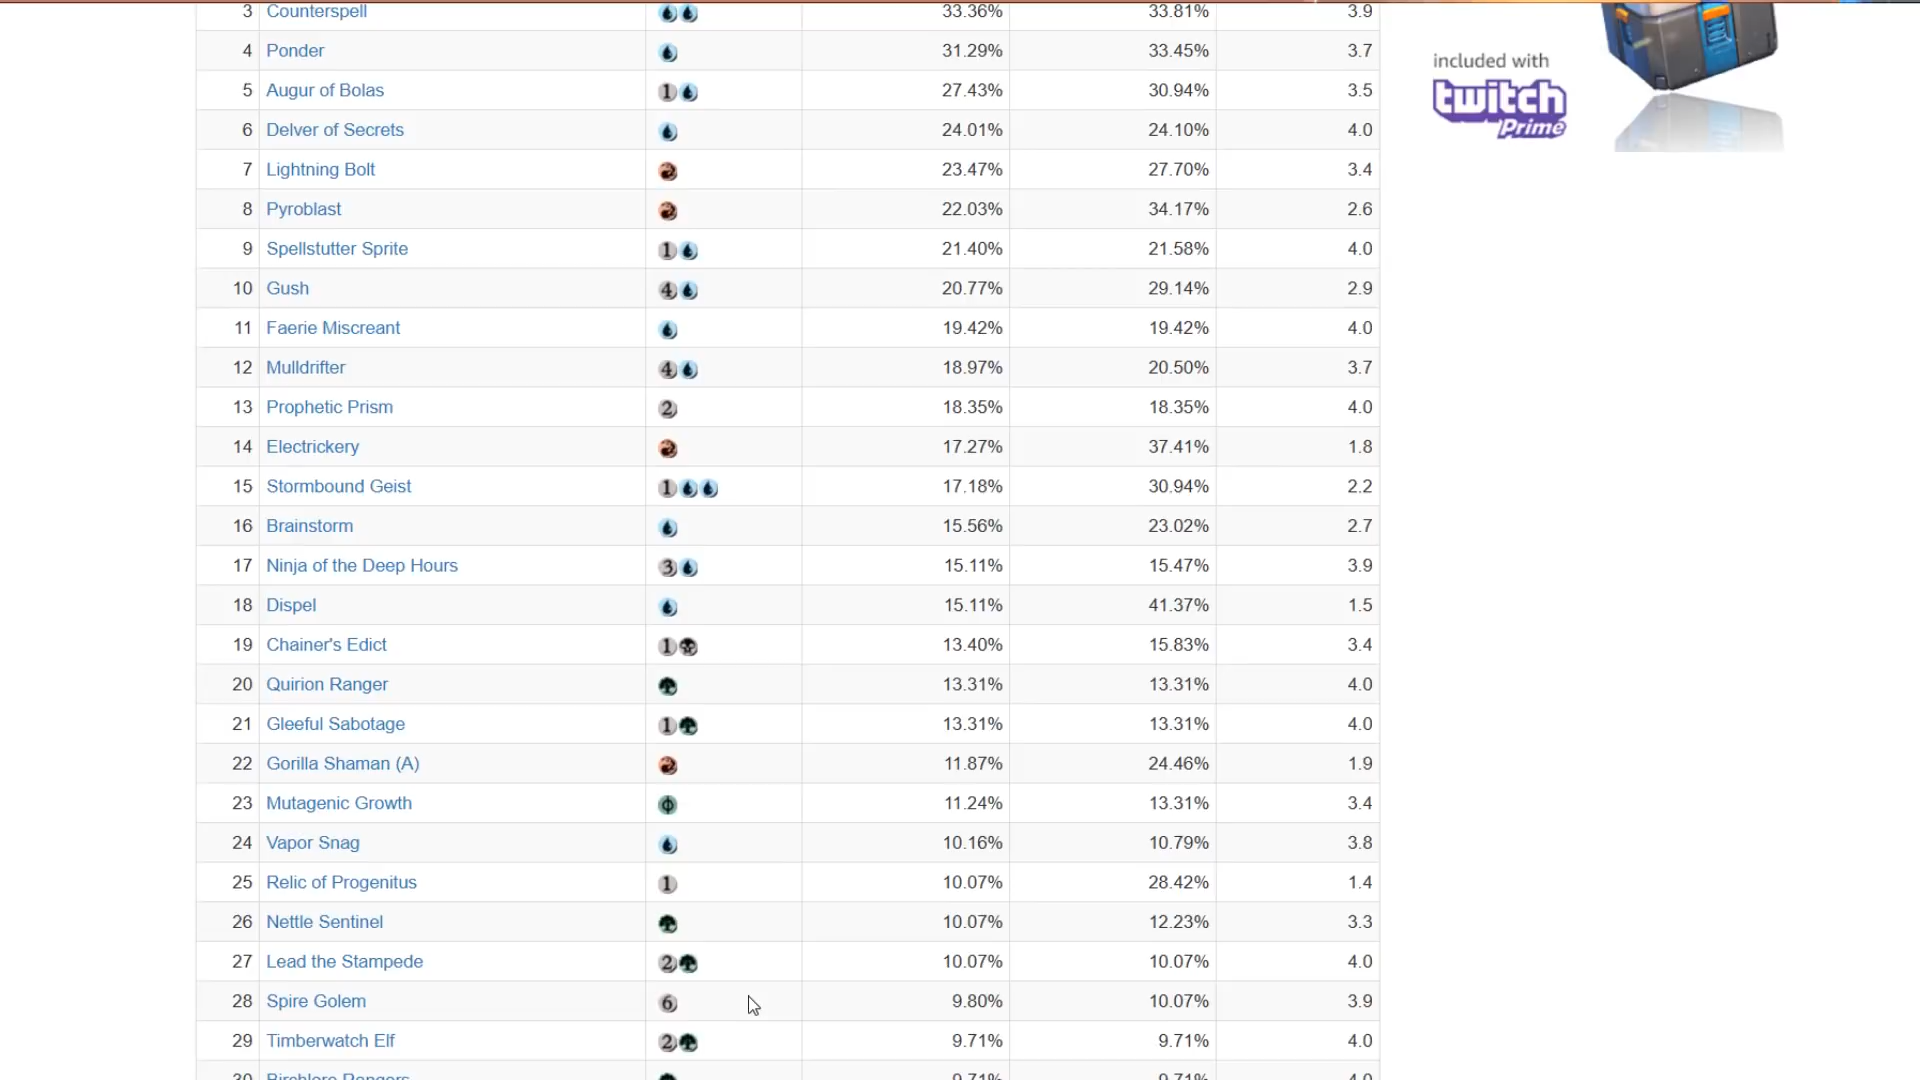 3 Counterspell 33.36% 33.81% 3.9
4 Ponder 31.29% 33.45% 3.7
5 Augur of Bolas 1 27.43% 30.94% 3.5
6 Delver of Secrets 24.01% 24.10% 4.0
7 Lightning Bolt 23.47% 27.70% 3.4
8 Pyroblast 22.03% 34.17% 2.6
9 Spellstutter Sprite 1 21.40% 21.58% 4.0
10 Gush 4 20.77% 29.14% 2.9
11 Faerie Miscreant 19.42% 19.42% 4.0
12 Mulldrifter 4 18.97% 20.50% 3.7
13 Prophetic Prism 2 18.35% 18.35% 4.0
14 Electrickery 17.27% 37.41% 1.8
15 Stormbound Geist 1 17.18% 30.94% 2.2
16 Brainstorm 15.56% 23.02% 2.7
17 Ninja of the Deep Hours 3 15.11% 15.47% 3.9
18 Dispel 15.11% 41.37% 1.5
19 Chainer's Edict 1 13.40% 15.83% 3.4
20 Quirion Ranger 13.31% 13.31% 4.0
21 Gleeful Sabotage 1 13.31% 13.31% 4.0
22 Gorilla Shaman (A) 11.87% 24.46% 1.9
23 Mutagenic Growth 11.24% 13.31% 3.4
24 Vapor Snag 10.16% 10.79% 3.8
25 Relic of Progenitus 1 10.07% 28.42% 1.4
26 Nettle Sentinel 10.07% 12.23% 3.3
27 Lead the Stampede 2 10.07% 10.07% 4.0
28 Spire Golem 6 9.80% 10.07% 3.9
29 Timberwatch Elf 2 9.71% 9.71% 4.0
30 Birchlore Rangers 9.71% 9.71% 4.0
included with
twitch
Prime